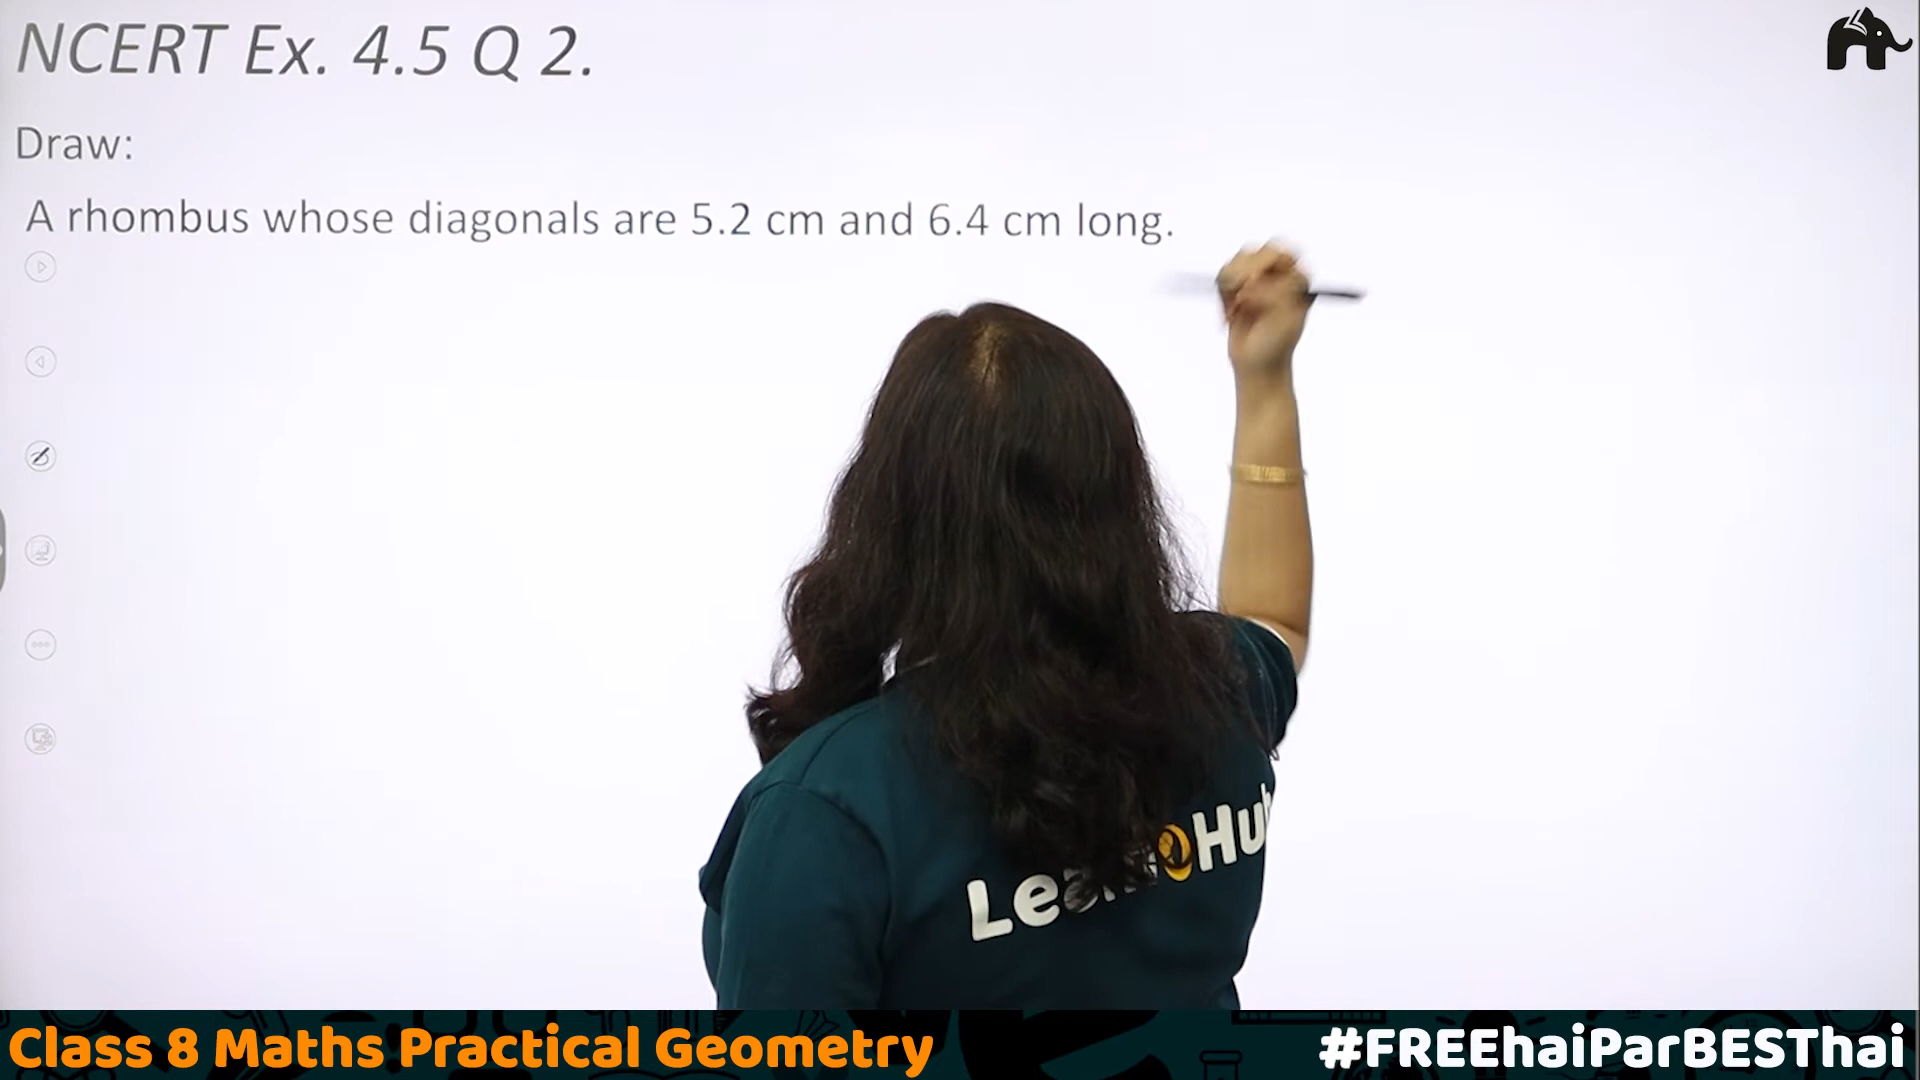 NCERT Ex. 4.5 Q 2.
Draw:
A rhombus whose diagonals are 5.2 cm and 6.4 cm long.
Class 8 Maths Practical Geometry
#FREEhaiParBESThai